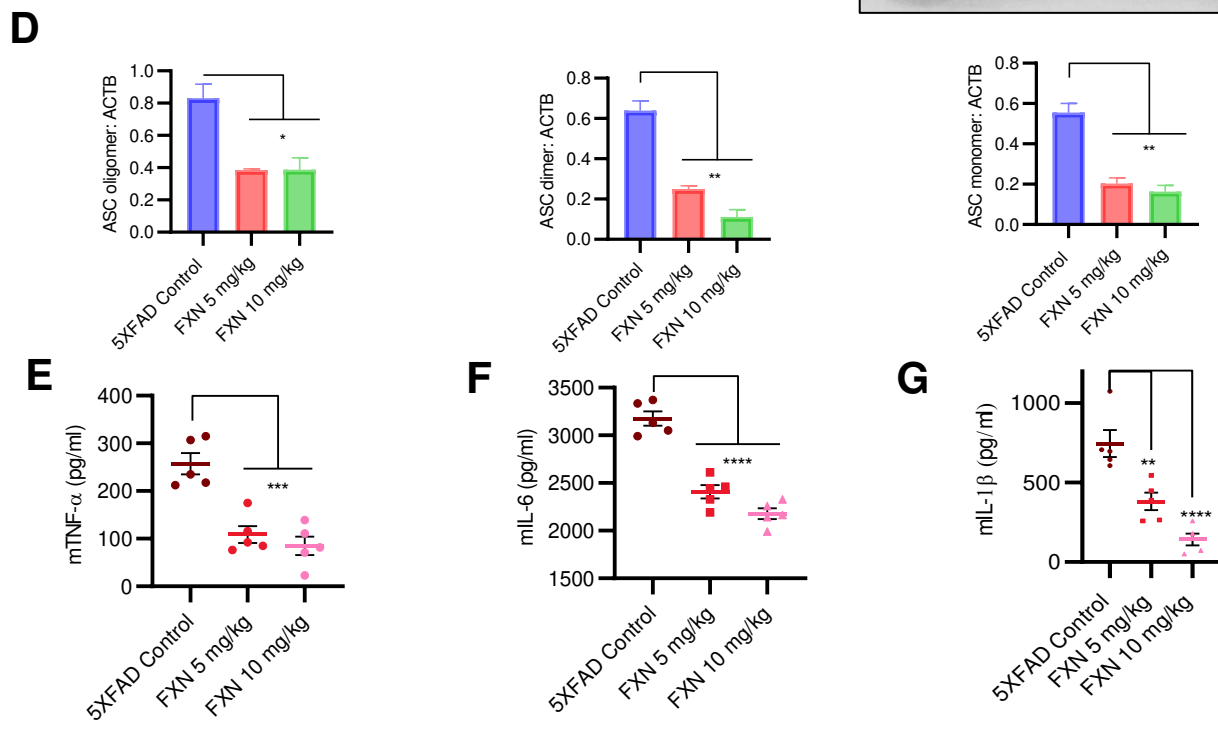 D
ASC oligomer: ACTB
1.0
0.8
0.6
0.4
0.2
0.0
*
5XFAD Control
FXN 5 mg/kg
FXN 10 mg/kg
ASC dimer: ACTB
0.8
0.6
0.4
0.2
0.0
**
5XFAD Control
FXN 5 mg/kg
FXN 10 mg/kg
ASC monomer: ACTB
0.8
0.6
0.4
0.2
0.0
**
5XFAD Control
FXN 5 mg/kg
FXN 10 mg/kg
E
mTNF-α (pg/ml)
400
300
200
100
0
***
5XFAD Control
FXN 5 mg/kg
FXN 10 mg/kg
F
mIL-6 (pg/ml)
3500
3000
2500
2000
1500
****
5XFAD Control
FXN 5 mg/kg
FXN 10 mg/kg
G
mIL-1β (pg/ml)
1000
500
0
**
****
5XFAD Control
FXN 5 mg/kg
FXN 10 mg/kg